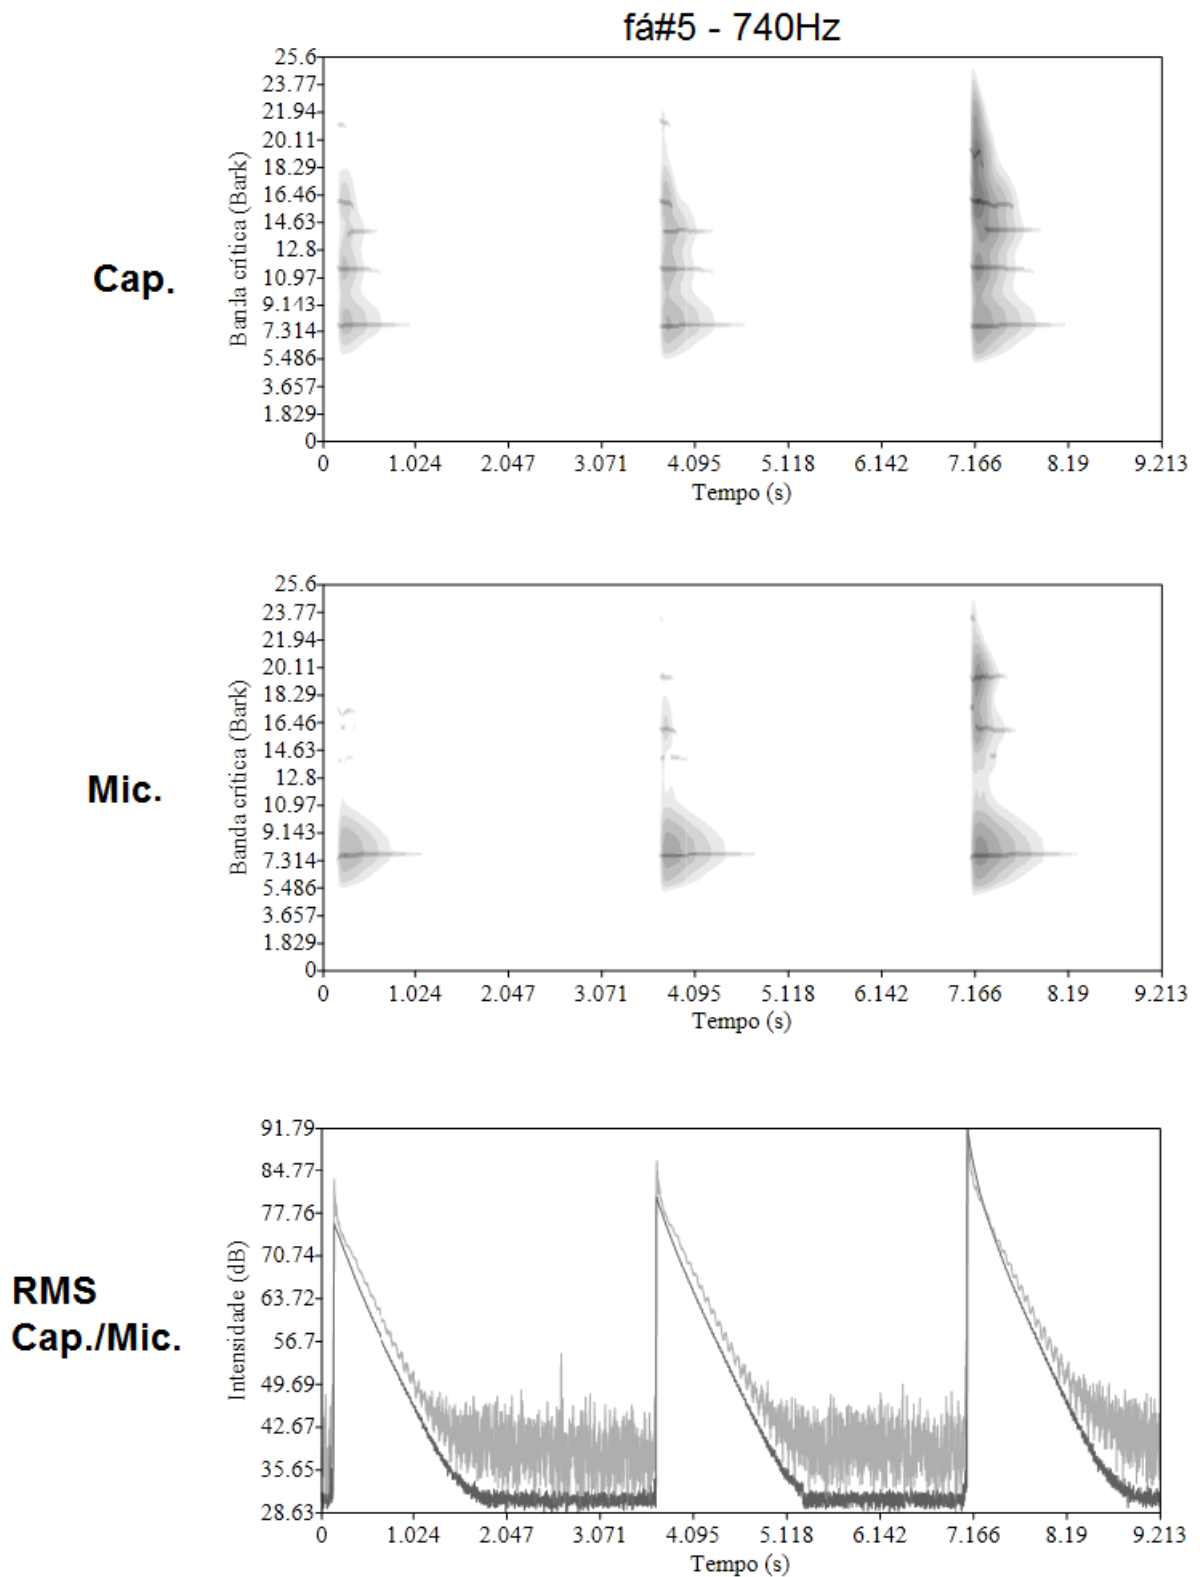 fá#5 - 740Hz
25.6
23.77
21.94
20.11
18.29
16.46
14.63
12.8
10.97
9.143
7.314
5.486
3.657
1.829
0
Banda crítica (Bark)
Cap.
0 1.024 2.047 3.071 4.095 5.118 6.142 7.166 8.19 9.213
Tempo (s)
25.6
23.77
21.94
20.11
18.29
16.46
14.63
12.8
10.97
9.143
7.314
5.486
3.657
1.829
0
Banda crítica (Bark)
Mic.
0 1.024 2.047 3.071 4.095 5.118 6.142 7.166 8.19 9.213
Tempo (s)
91.79
84.77
77.76
70.74
63.72
56.7
49.69
42.67
35.65
28.63
Intensidade (dB)
RMS
Cap./Mic.
0 1.024 2.047 3.071 4.095 5.118 6.142 7.166 8.19 9.213
Tempo (s)